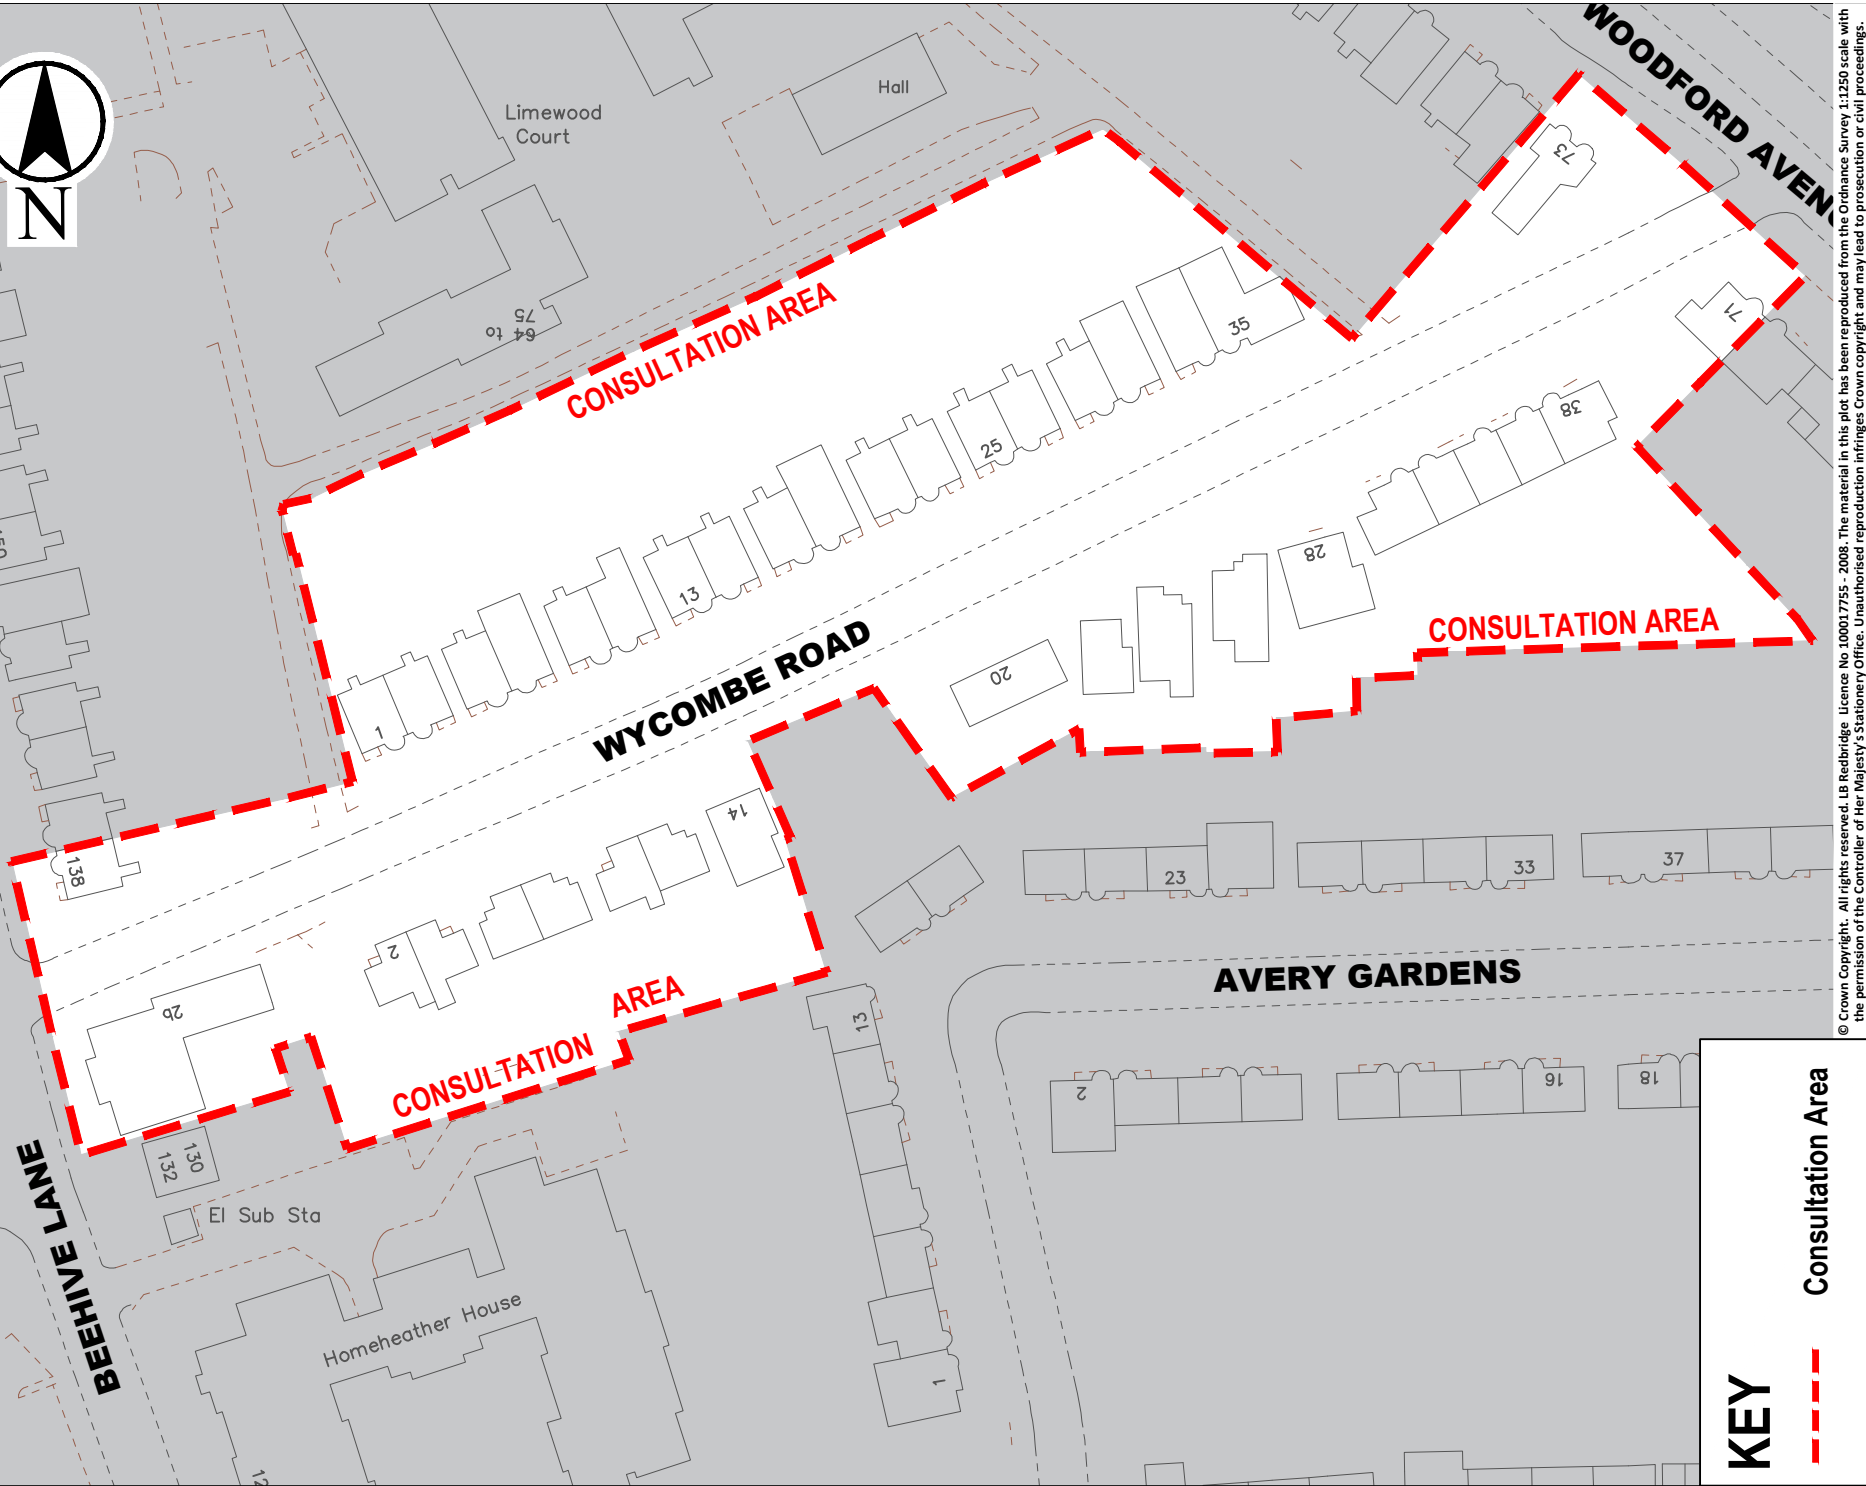 WOODFORD AVENU
Hall
Limewood
Court
N
73
64 to
75
CONSULTATION AREA
71
35
38
25
28
13
CONSULTATION AREA
WYCOMBE ROAD
20
1
14
138
23
33
37
2
2b
AVERY GARDENS
CONSULTATION AREA
13
2
16
18
130
132
El Sub Sta
BEEHIVE LANE
Homeheather House
1
12
KEY
Consultation Area
© Crown Copyright. All rights reserved. LB Redbridge Licence No 100017755 - 2008. The material in this plot has been reproduced from the Ordnance Survey 1:1250 scale with
the permission of the Controller of Her Majesty's Stationery Office. Unauthorised reproduction infringes Crown copyright and may lead to prosecution or civil proceedings.